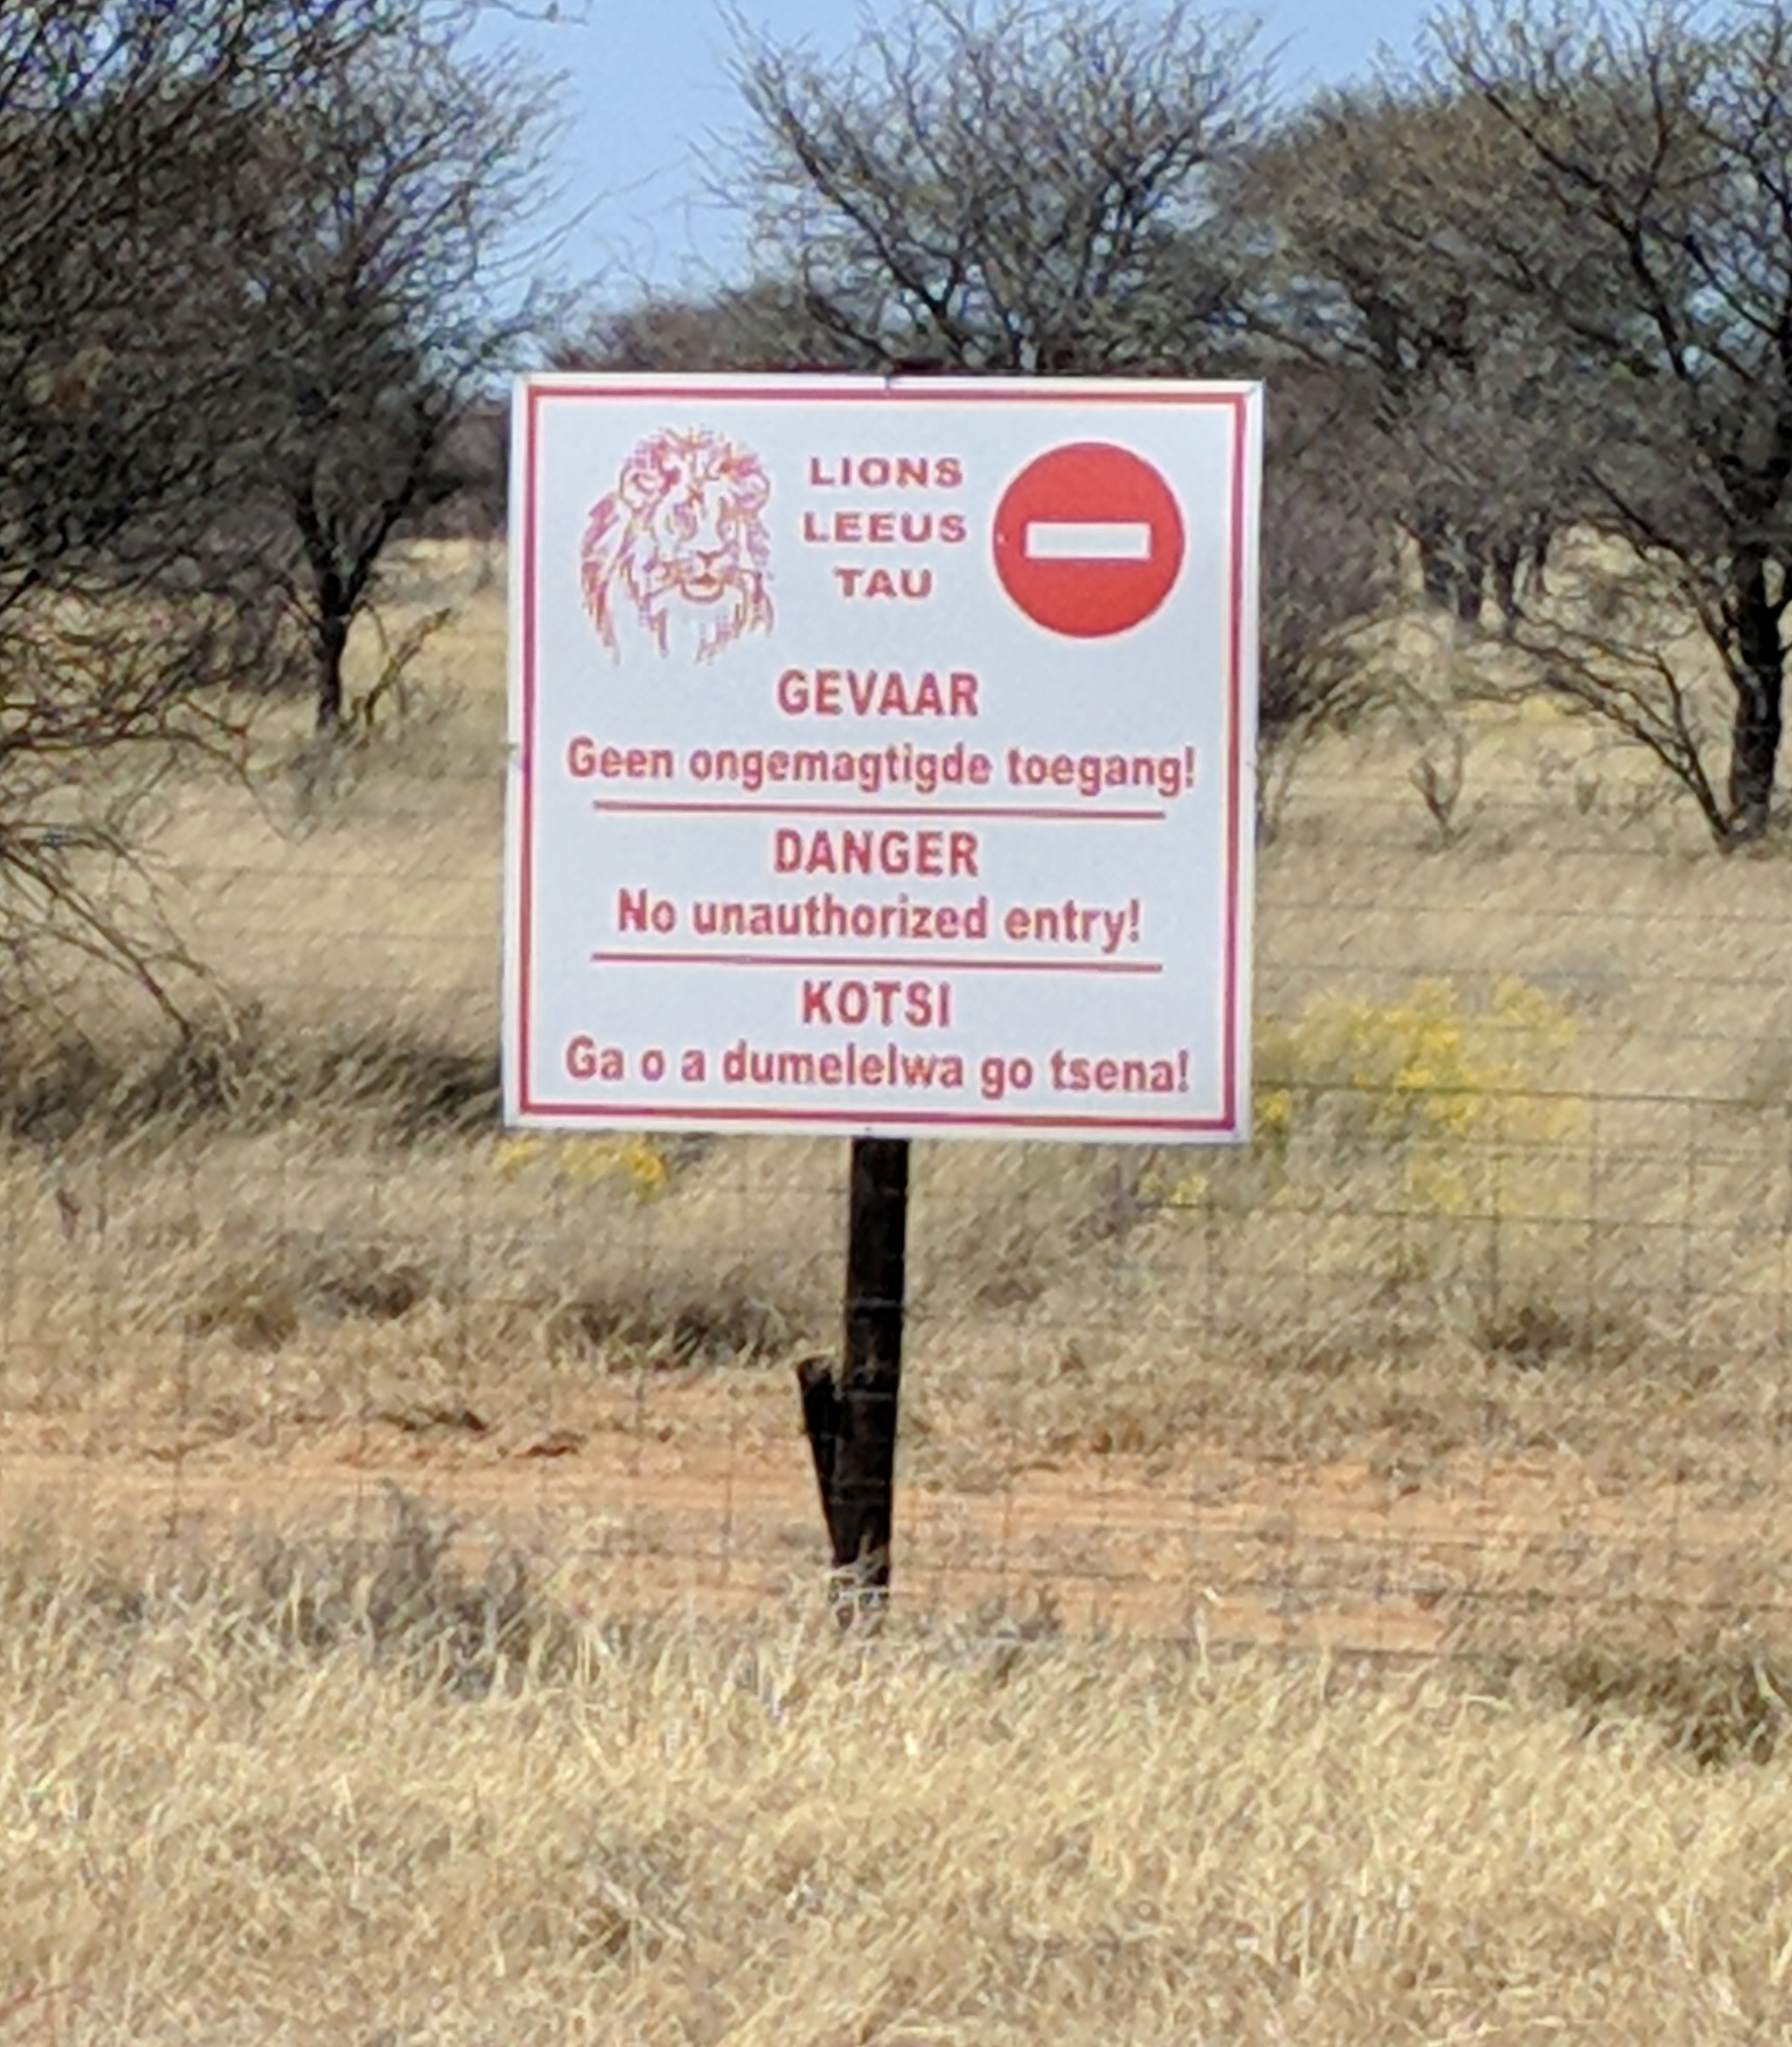 LIONS
LEEUS
TAU
GEVAAR
Geen ongemagtigde toegang!
DANGER
No unauthorized entry!
KOTSI
Ga o a dumelelwa go tsena!